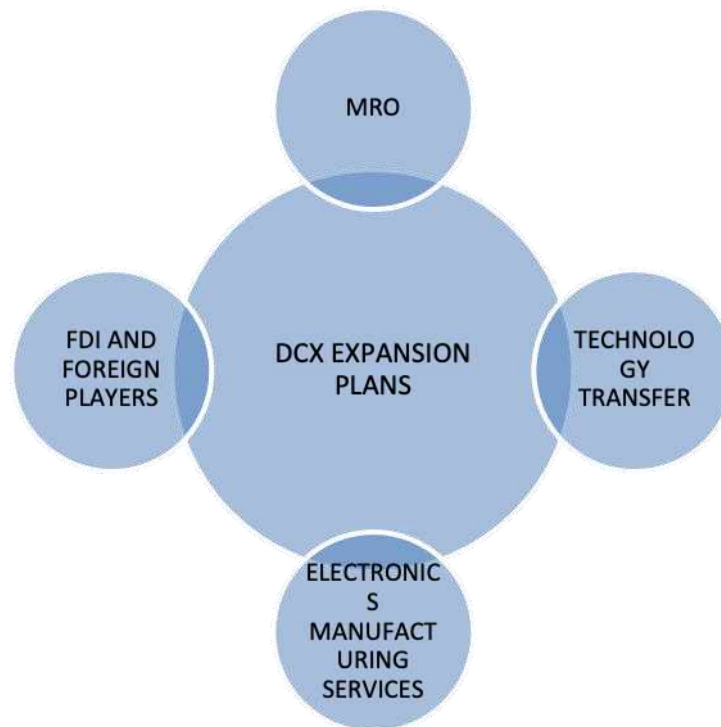 MRO
FDI AND
FOREIGN
PLAYERS
DCX EXPANSION
PLANS
TECHNOLO
GY
TRANSFER
ELECTRONIC
S
MANUFACT
URING
SERVICES